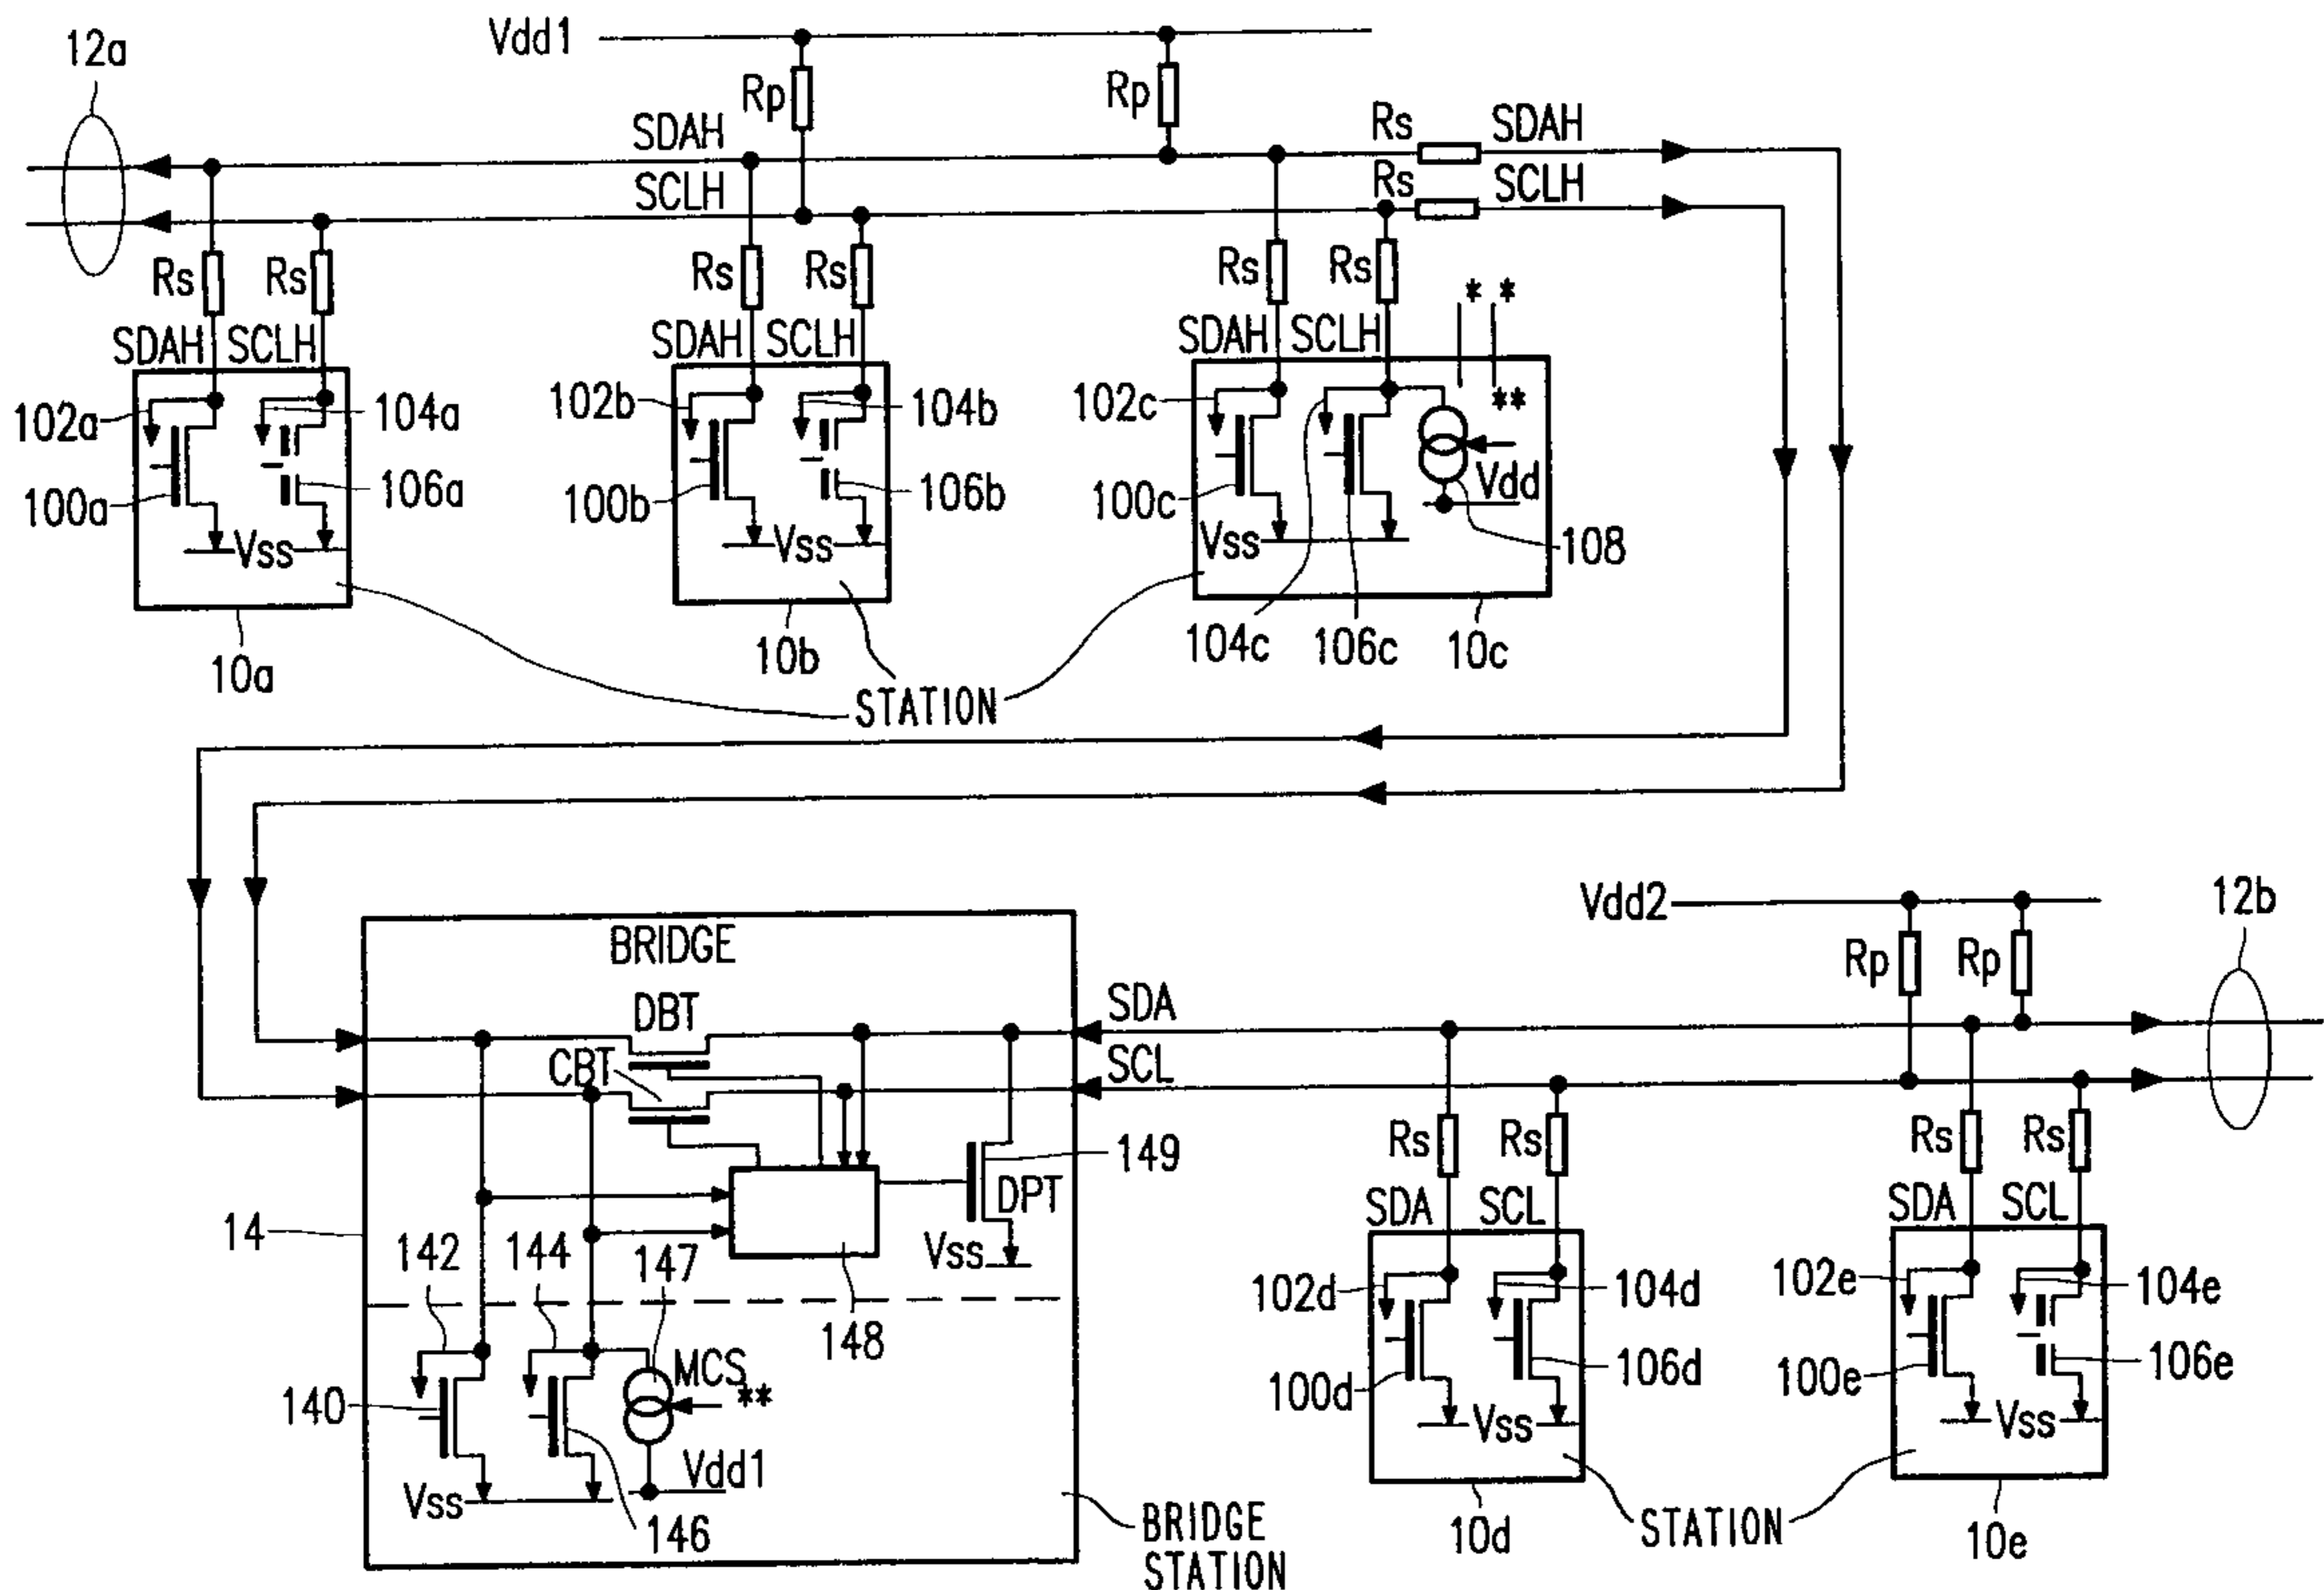 12a
Vdd1
Rp
Rp
SDAH
Rs
SDAH
SCLH
Rs
SCLH
Rs
Rs
Rs
Rs
Rs
Rs
* *
SDAH
SCLH
SDAH
SCLH
SDAH
SCLH
102a
104a
102b
104b
102c
**
100a
106a
100b
106b
100c
Vdd
Vss
Vss
Vss
108
10a
10b
104c
106c
10c
STATION
Vdd2
12b
BRIDGE
Rp
Rp
DBT
SDA
CBT
SCL
Rs
Rs
Rs
Rs
149
DPT
14
142
144
147
Vss
SDA
SCL
SDA
SCL
148
102d
104d
102e
104e
MCS
**
140
100d
106d
100e
106e
Vss
Vdd1
Vss
Vss
146
BRIDGE
STATION
10d
STATION
10e